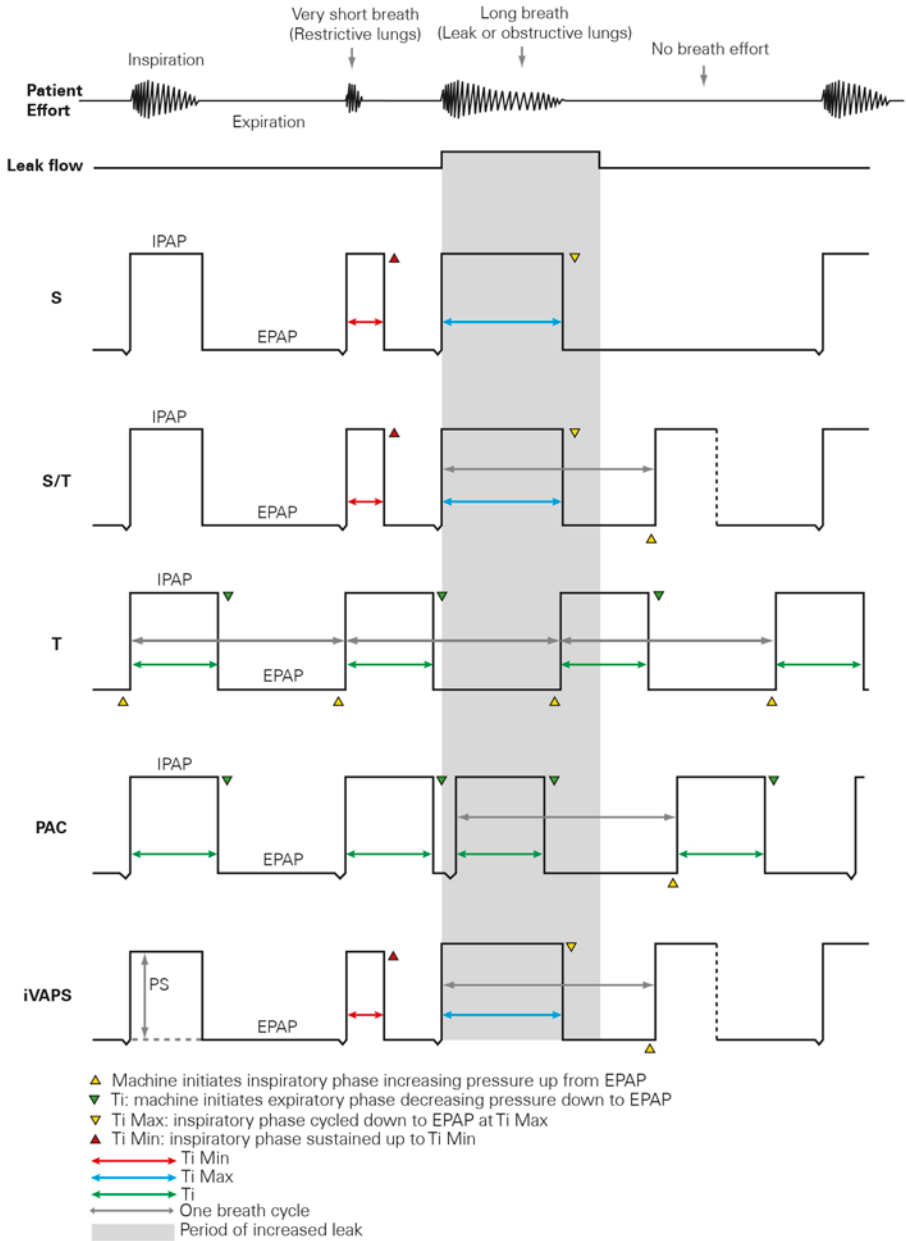 Very short breath
(Restrictive lungs)
Long breath
(Leak or obstructive lungs)
No breath effort
Inspiration
Patient
Effort
Expiration
Leak flow
IPAP
S
EPAP
IPAP
S/T
EPAP
IPAP
T
EPAP
IPAP
PAC
EPAP
PS
iVAPS
EPAP
Machine initiates inspiratory phase increasing pressure up from EPAP
Ti: machine initiates expiratory phase decreasing pressure down to EPAP
Ti Max: inspiratory phase cycled down to EPAP at Ti Max
Ti Min: inspiratory phase sustained up to Ti Min
Ti Min
Ti Max
Ti
One breath cycle
Period of increased leak